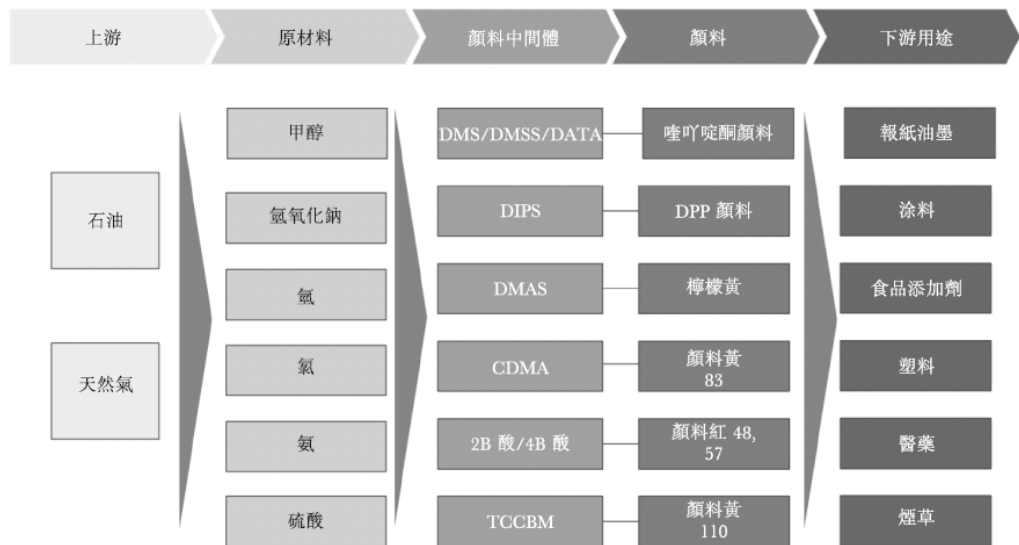 上游
原材料
顏料中間體
顏料
下游用途
石油
天然氣
甲醇
氫氧化鈉
氫
氯
氨
硫酸
DMS/DMSS/DATA
喹吖啶酮顏料
DIPS
DPP 顏料
DMAS
檸檬黃
CDMA
顏料黃
83
2B 酸/4B 酸
顏料紅 48,
57
TCCBM
顏料黃
110
報紙油墨
涂料
食品添加劑
塑料
醫藥
煙草